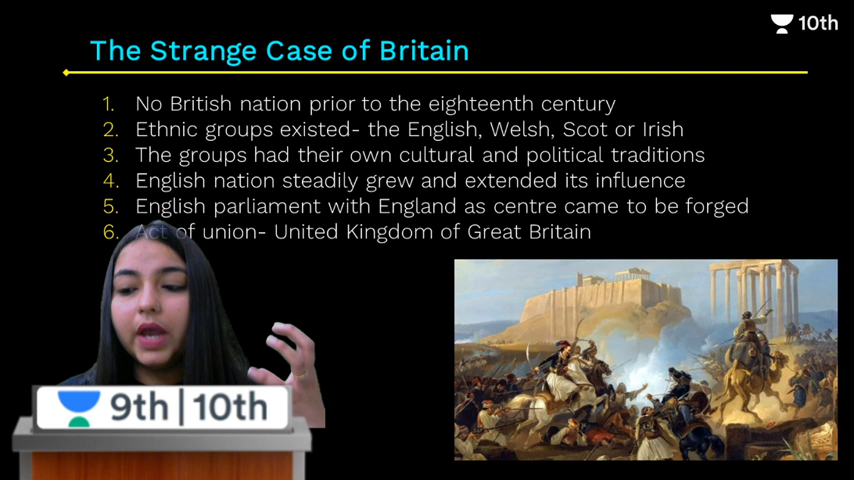 10th
The Strange Case of Britain
1. No British nation prior to the eighteenth century
2. Ethnic groups existed- the English, Welsh, Scot or Irish
3. The groups had their own cultural and political traditions
4. English nation steadily grew and extended its influence
5. English parliament with England as centre came to be forged
6. Act of union- United Kingdom of Great Britain
9th | 10th